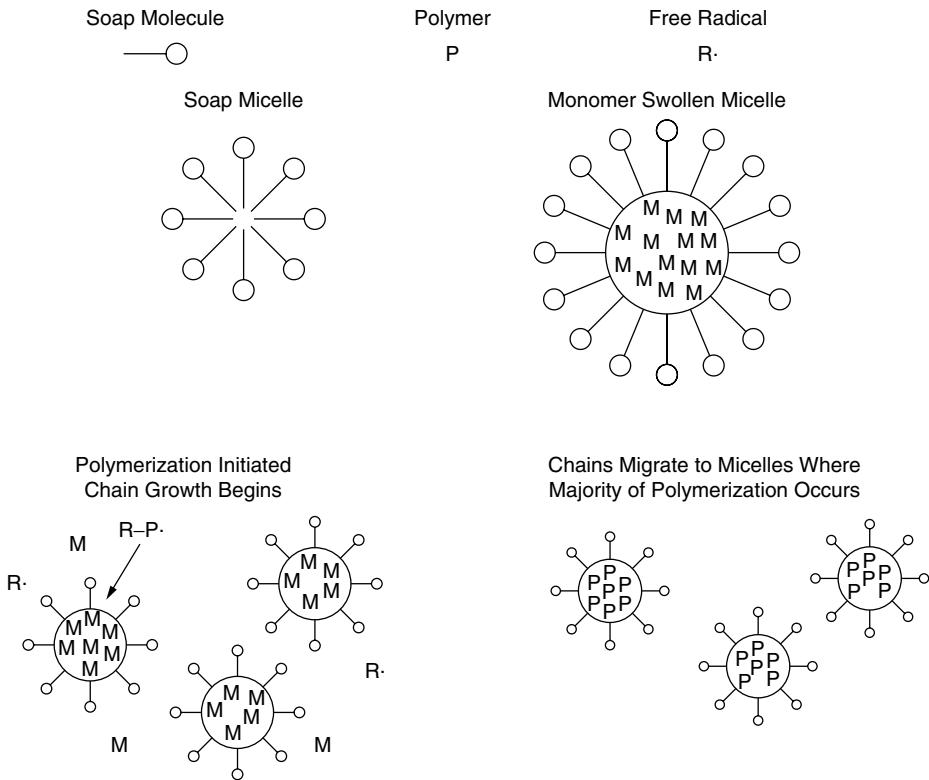 Soap Molecule
Polymer
Free Radical
P
R·
Soap Micelle
Monomer Swollen Micelle
M
M M
M
M M M
M M M M
M
M M
Polymerization Initiated
Chain Growth Begins
R–P·
M
R·
M
M M
M M M
M
M
M M
M M
M
M M
M M
M
R·
M
M
Chains Migrate to Micelles Where
Majority of Polymerization Occurs
P
P P
P
P P
P
P
P P
P P
P
P
P P
P P
P